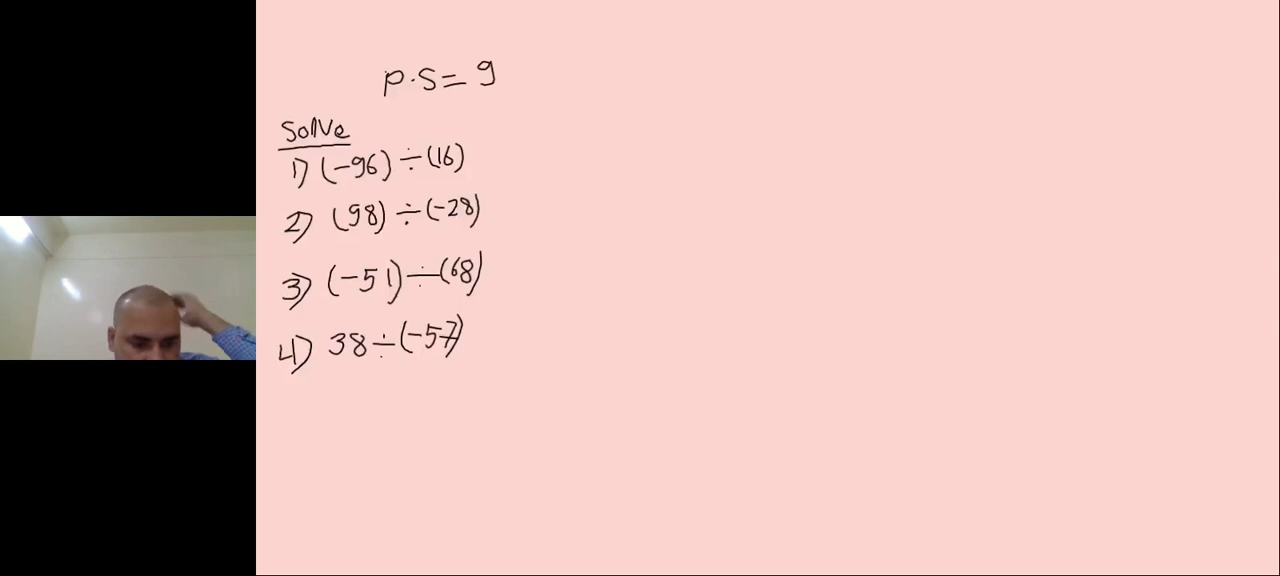 P.S = 9
Solve
1) (-96) ÷ (16)
2) (98) ÷ (-28)
3) (-51) ÷ (68)
4) 38 ÷ (-57)